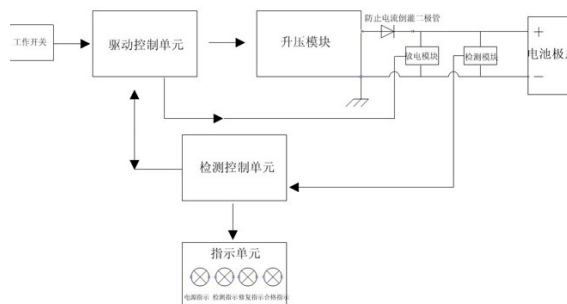 防止电流倒灌二极管
工作开关
驱动控制单元
升压模块
+
放电模块
检测模块
电池极
−
检测控制单元
指示单元
电源指示 检测指示 修复指示 合格指示